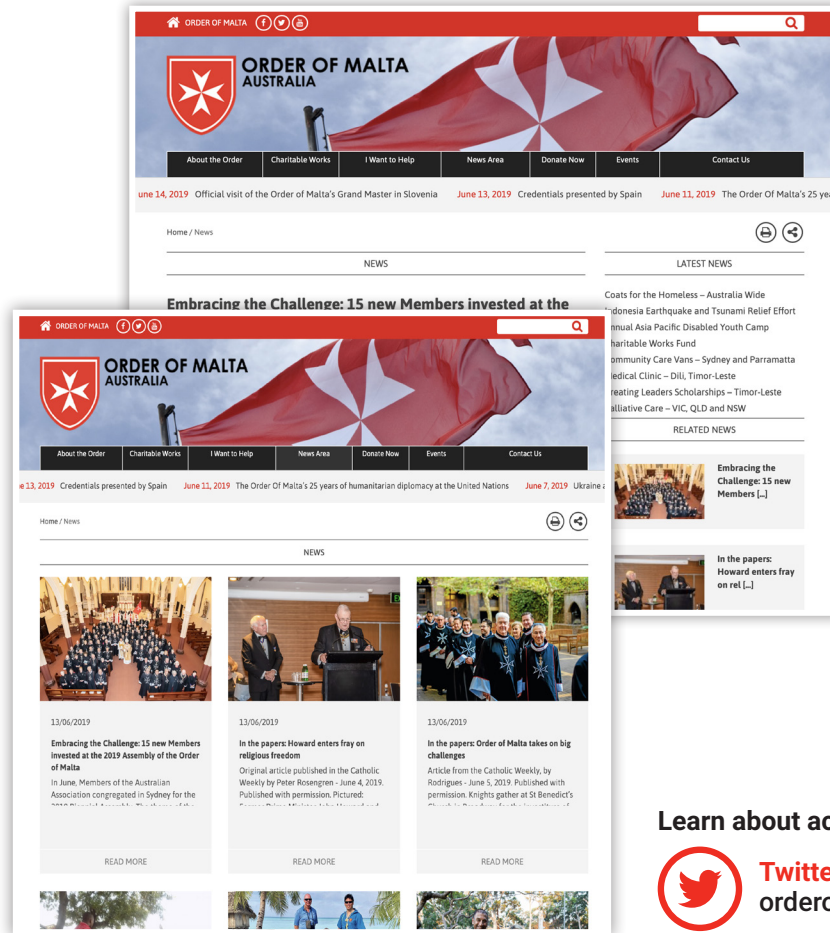 ORDER OF MALTA
ORDER OF MALTA
AUSTRALIA
About the Order Charitable Works I Want to Help News Area Donate Now Events Contact Us
une 14, 2019 Official visit of the Order of Malta's Grand Master in Slovenia June 13, 2019 Credentials presented by Spain June 11, 2019 The Order Of Malta's 25 yea
Home / News
NEWS
Embracing the Challenge: 15 new Members invested at the
LATEST NEWS
Coats for the Homeless – Australia Wide
ndonesia Earthquake and Tsunami Relief Effort
nnual Asia Pacific Disabled Youth Camp
haritable Works Fund
ommunity Care Vans – Sydney and Parramatta
edical Clinic – Dili, Timor-Leste
reating Leaders Scholarships – Timor-Leste
alliative Care – VIC, QLD and NSW
RELATED NEWS
Embracing the
Challenge: 15 new
Members [...]
In the papers:
Howard enters fray
on rel [...]
ORDER OF MALTA
ORDER OF MALTA
AUSTRALIA
About the Order Charitable Works I Want to Help News Area Donate Now Events Contact Us
e 13, 2019 Credentials presented by Spain June 11, 2019 The Order Of Malta's 25 years of humanitarian diplomacy at the United Nations June 7, 2019 Ukraine a
Home / News
NEWS
13/06/2019
Embracing the Challenge: 15 new Members
invested at the 2019 Assembly of the Order
of Malta
In June, Members of the Australian
Association congregated in Sydney for the
READ MORE
13/06/2019
In the papers: Howard enters fray on
religious freedom
Original article published in the Catholic
Weekly by Peter Rosengren - June 4, 2019.
Published with permission. Pictured:
READ MORE
13/06/2019
In the papers: Order of Malta takes on big
challenges
Article from the Catholic Weekly, by
Rodrigues - June 5, 2019. Published with
permission. Knights gather at St Benedict's
READ MORE
Learn about ac
Twitte
orderc